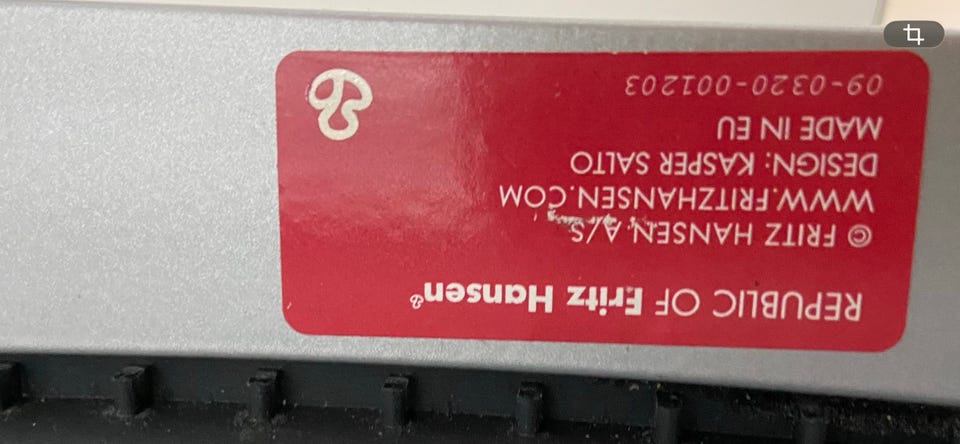 REPUBLIC OF Fritz Hansen®
© FRITZ HANSEN A/S
WWW.FRITZHANSEN.COM
DESIGN: KASPER SALTO
MADE IN EU
09-0320-001203